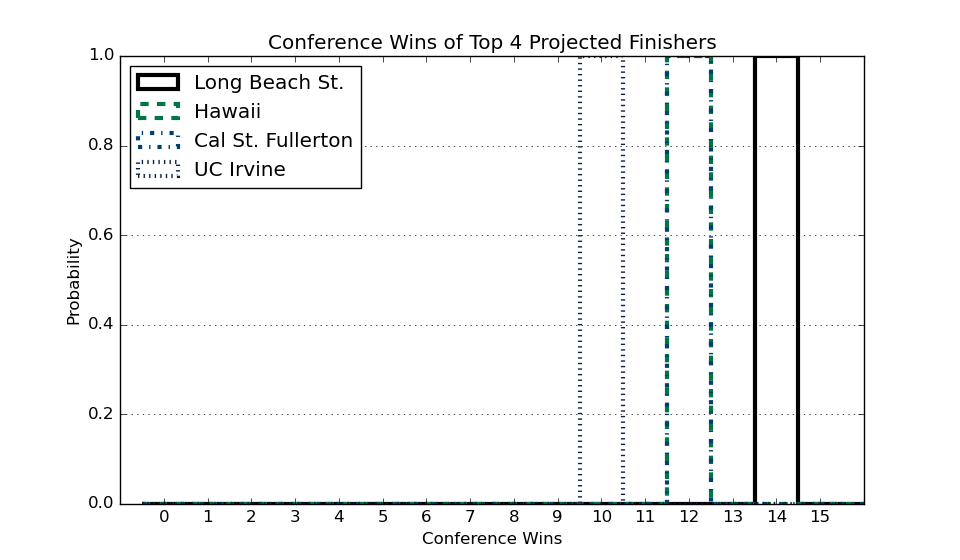 Conference Wins of Top 4 Projected Finishers
1.0
Long Beach St.
Hawaii
Cal St. Fullerton
UC Irvine
0.8
0.6
Probability
0.4
0.2
0.0
0 1 2 3 4 5 6 7 8 9 10 11 12 13 14 15
Conference Wins